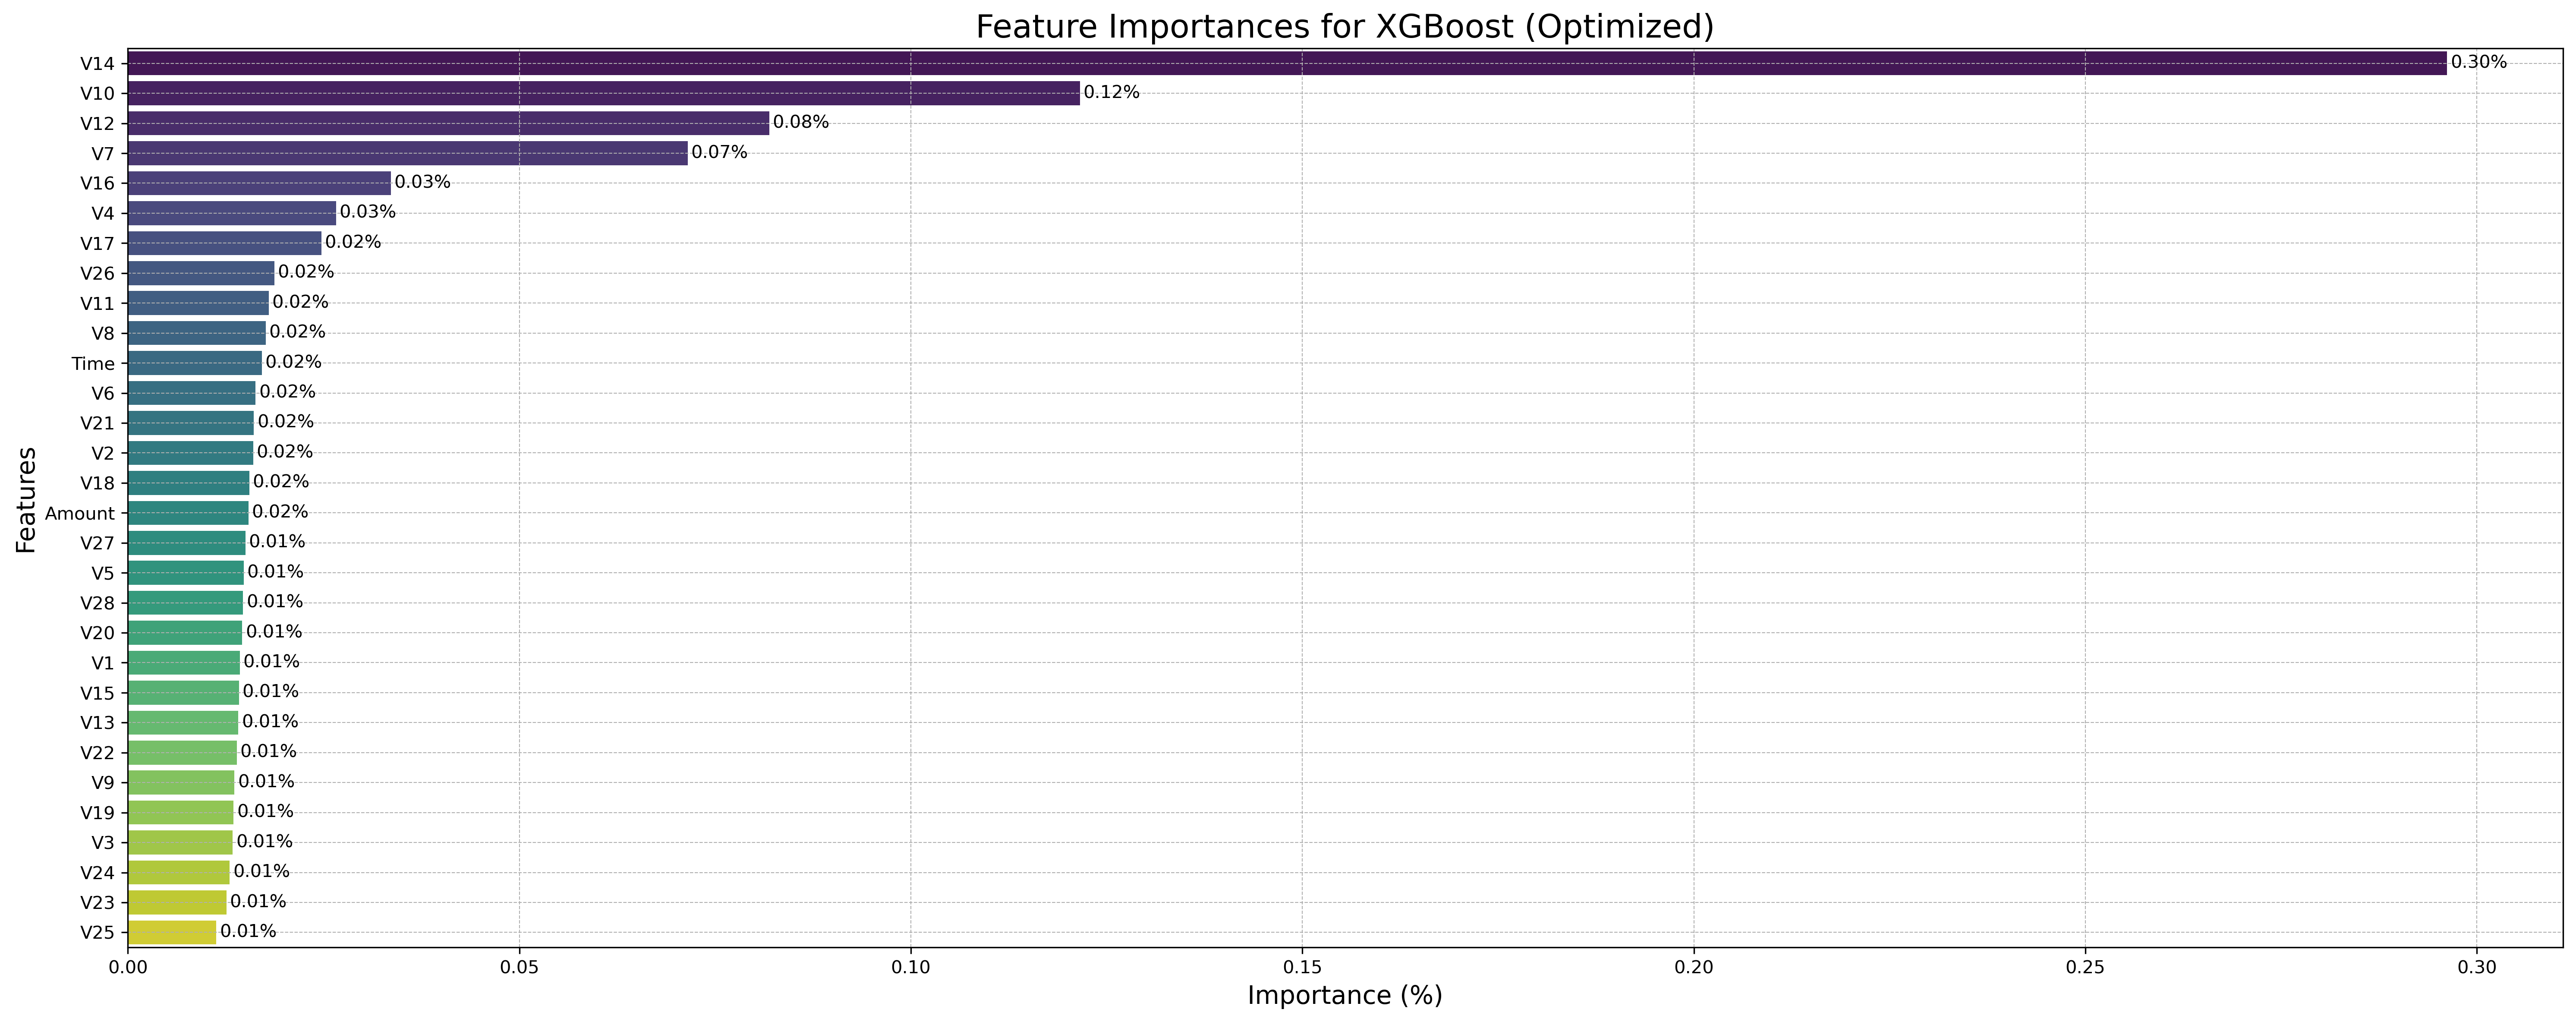 Feature Importances for XGBoost (Optimized)
V14 0.30%
V10 0.12%
V12 0.08%
V7 0.07%
V16 0.03%
V4 0.03%
V17 0.02%
V26 0.02%
V11 0.02%
V8 0.02%
Time 0.02%
V6 0.02%
V21 0.02%
V2 0.02%
V18 0.02%
Amount 0.02%
V27 0.01%
V5 0.01%
V28 0.01%
V20 0.01%
V1 0.01%
V15 0.01%
V13 0.01%
V22 0.01%
V9 0.01%
V19 0.01%
V3 0.01%
V24 0.01%
V23 0.01%
V25 0.01%
Features
0.00 0.05 0.10 0.15 0.20 0.25 0.30
Importance (%)